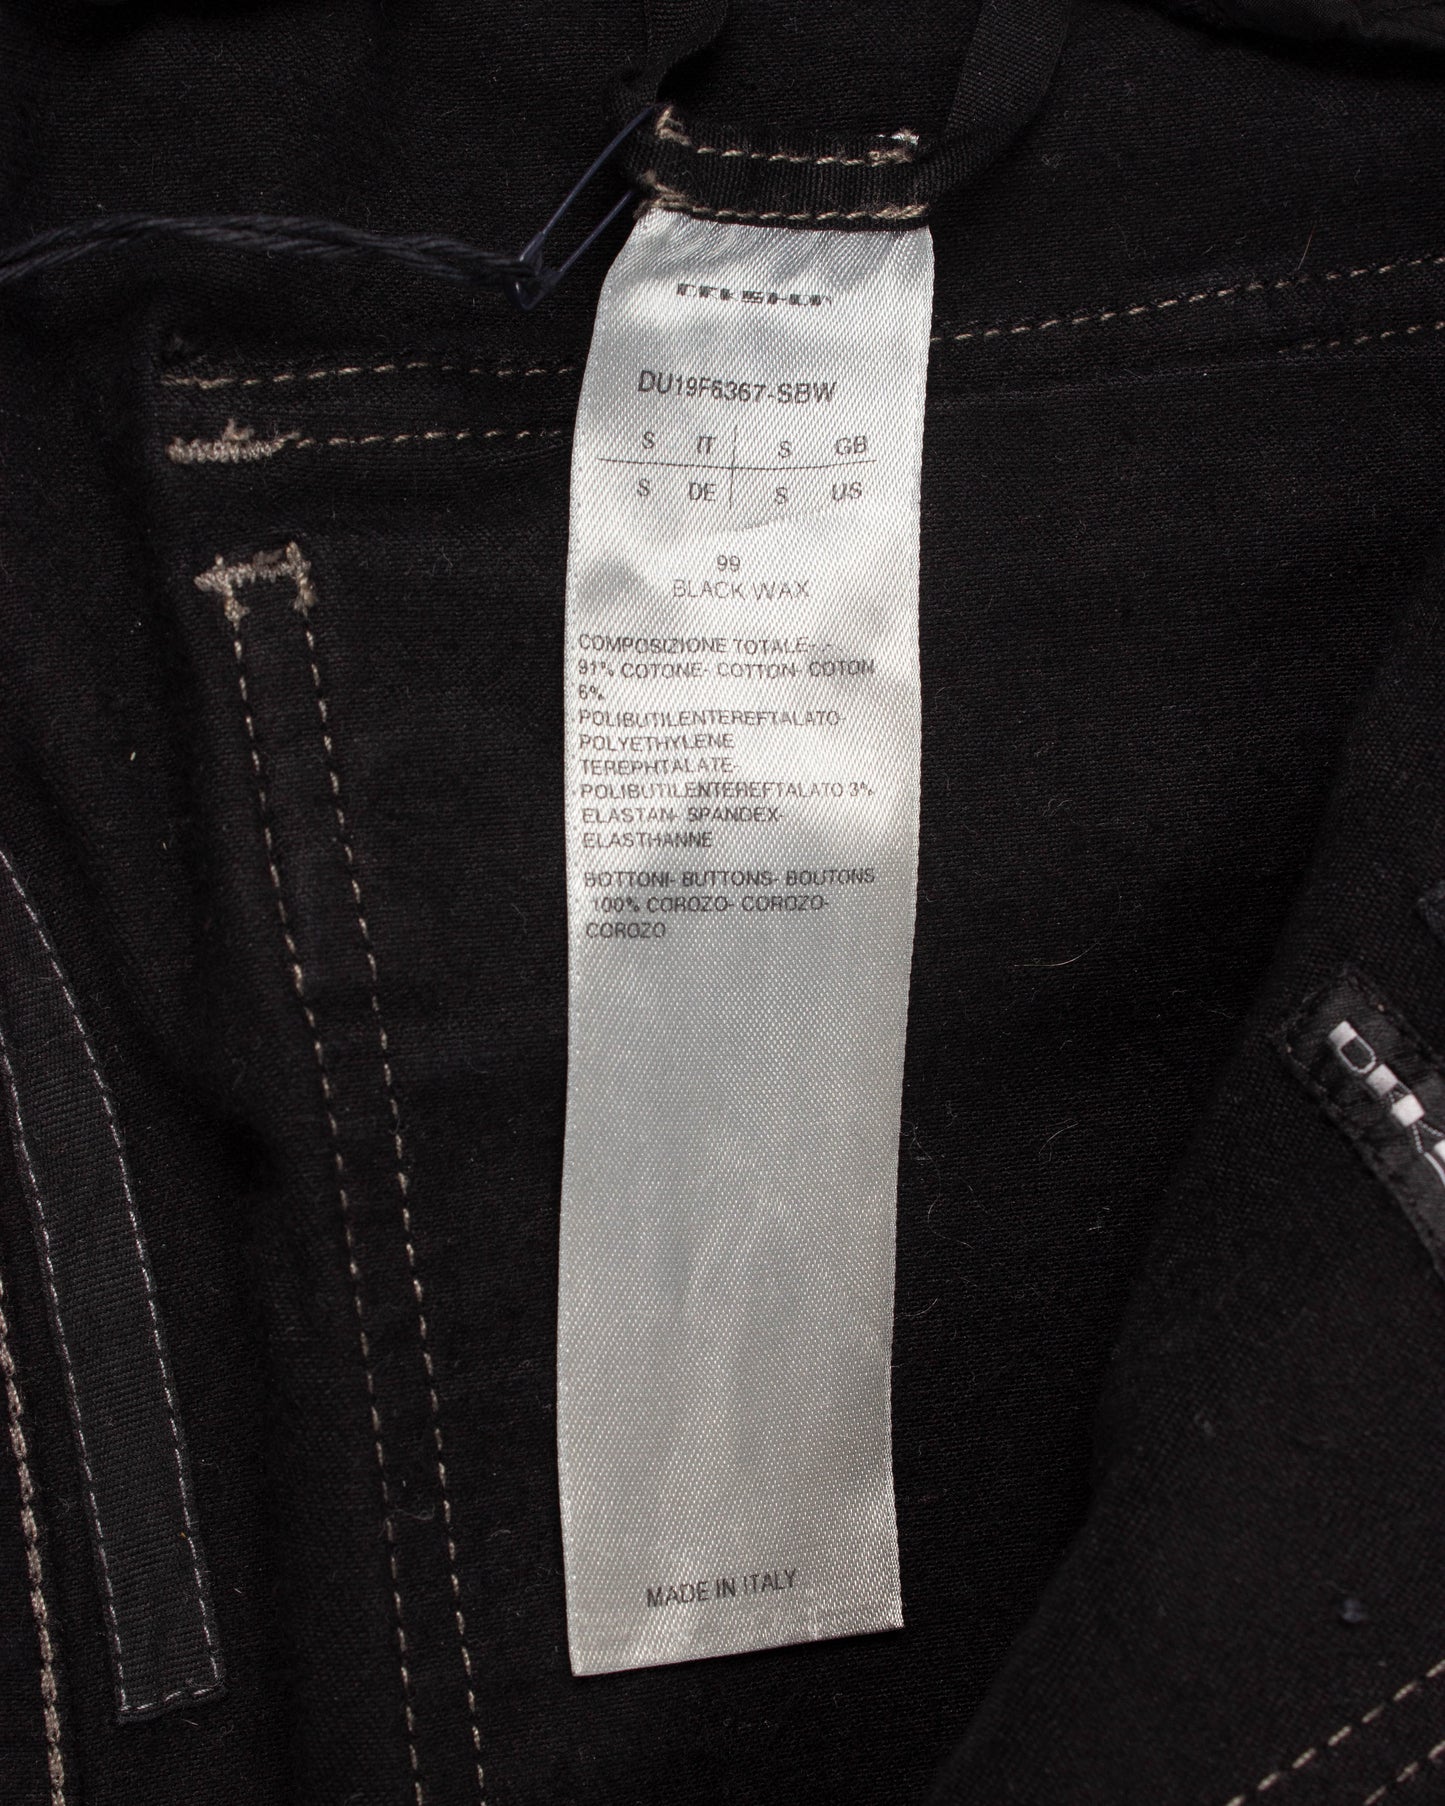 DRKSHDW
DU19F6367-SBW
S IT S GB
S DE S US
99
BLACK WAX
COMPOSIZIONE TOTALE- -
91% COTONE- COTTON- COTON
6%
POLIBUTILENTEREFTALATO-
POLYETHYLENE
TEREPHTALATE-
POLIBUTILENTEREFTALATO 3%
ELASTAN- SPANDEX-
ELASTHANNE
BOTTONI- BUTTONS- BOUTONS
100% COROZO- COROZO-
COROZO
MADE IN ITALY